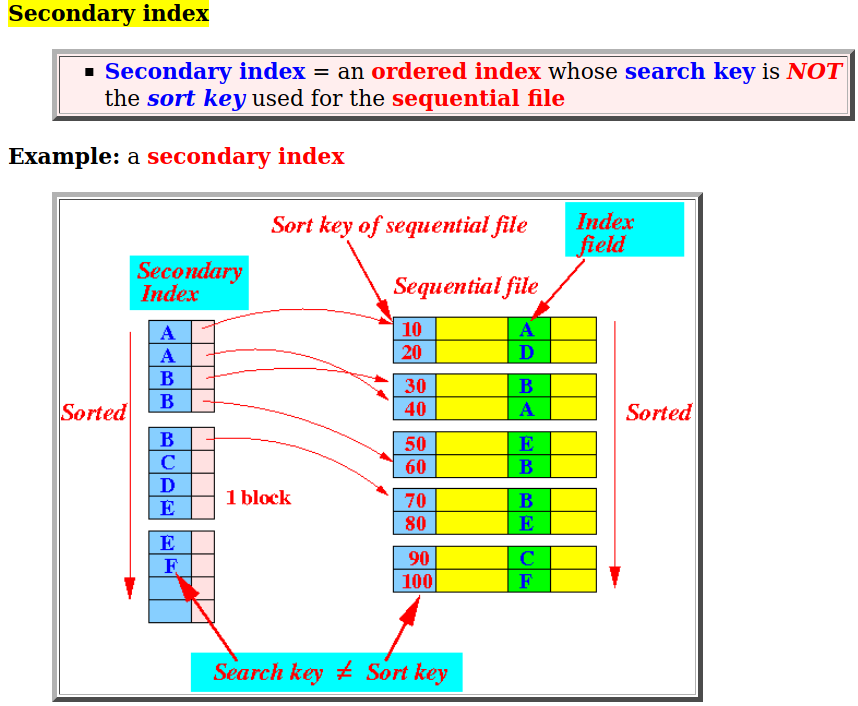 Secondary index
Secondary index = an ordered index whose search key is NOT
the sort key used for the sequential file
Example: a secondary index
Sort key of sequential file
Index
field
Secondary
Index
Sequential file
A
A
B
B
10 A
20 D
30 B
40 A
Sorted
Sorted
B
C
D
E
1 block
50 E
60 B
70 B
80 E
E
F
90 C
100 F
Search key ≠ Sort key